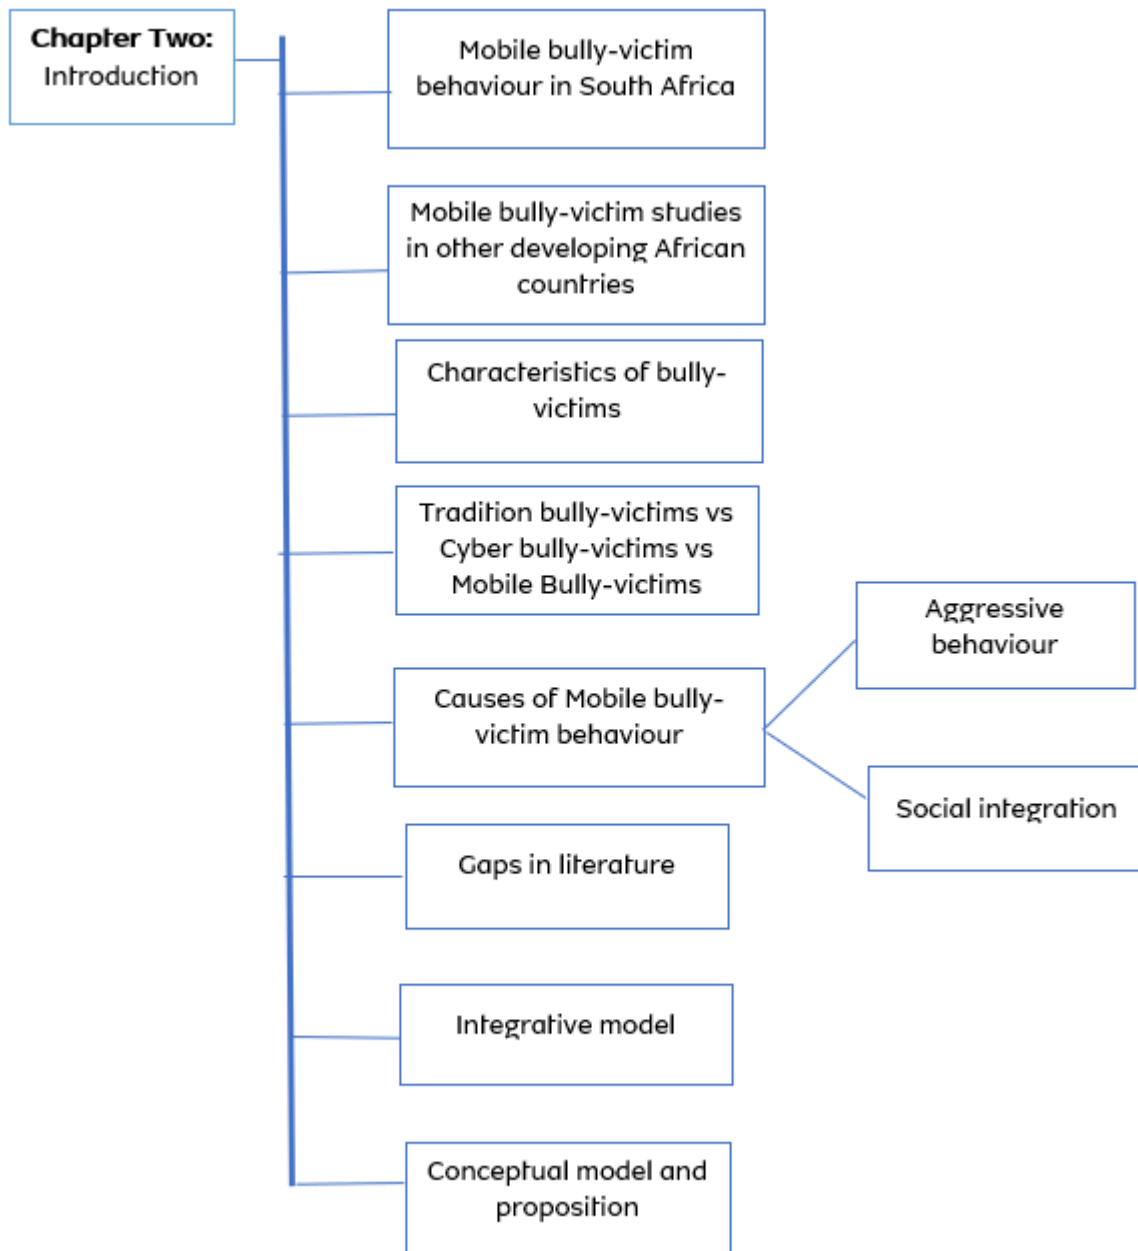 Chapter Two:
Introduction
Mobile bully-victim
behaviour in South Africa
Mobile bully-victim studies
in other developing African
countries
Characteristics of bully-
victims
Tradition bully-victims vs
Cyber bully-victims vs
Mobile Bully-victims
Causes of Mobile bully-
victim behaviour
Aggressive
behaviour
Social integration
Gaps in literature
Integrative model
Conceptual model and
proposition